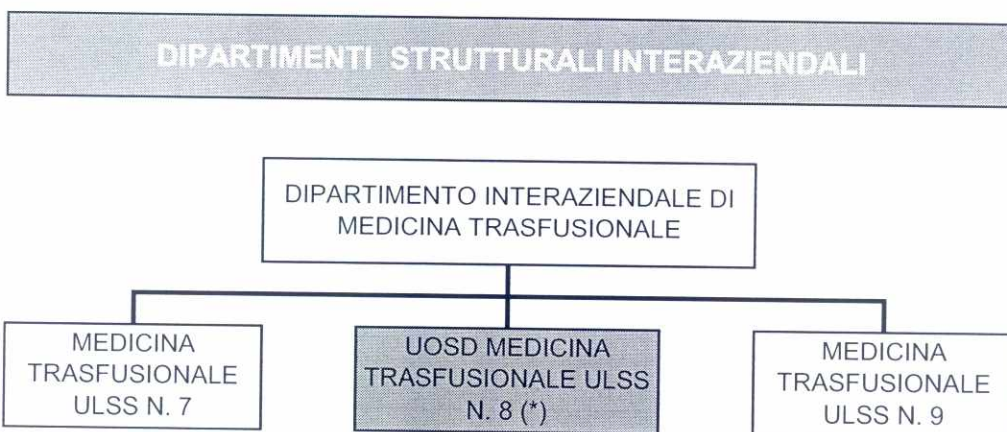 DIPARTIMENTI STRUTTURALI INTERAZIENDALI
DIPARTIMENTO INTERAZIENDALE DI
MEDICINA TRASFUSIONALE
MEDICINA
TRASFUSIONALE
ULSS N. 7
UOSD MEDICINA
TRASFUSIONALE ULSS
N. 8 (*)
MEDICINA
TRASFUSIONALE
ULSS N. 9